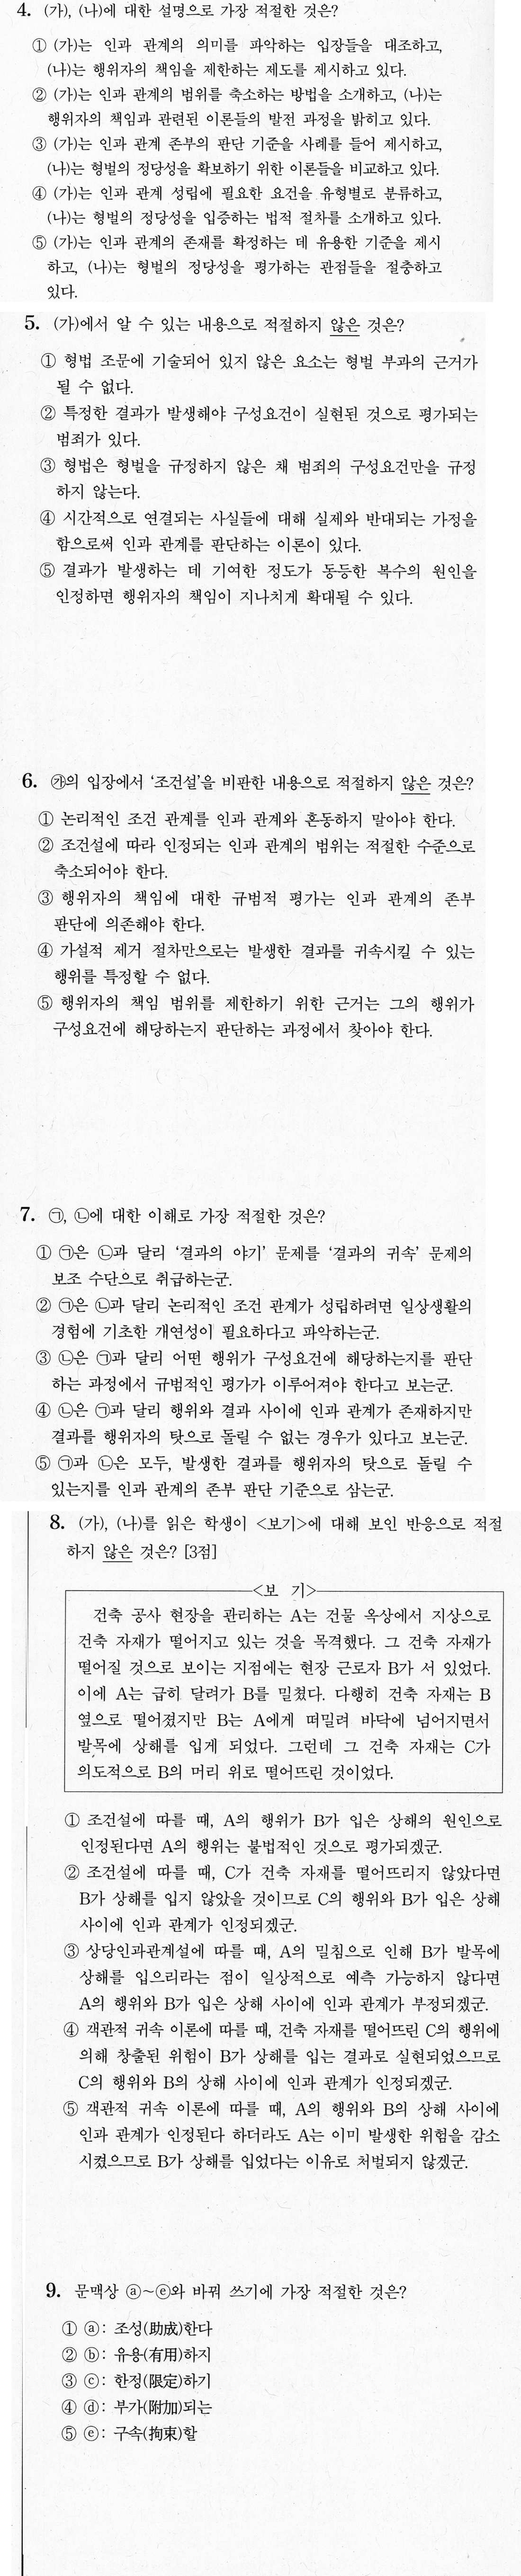 4. (가), (나)에 대한 설명으로 가장 적절한 것은?
① (가)는 인과 관계의 의미를 파악하는 입장들을 대조하고,
(나)는 행위자의 책임을 제한하는 제도를 제시하고 있다.
② (가)는 인과 관계의 범위를 축소하는 방법을 소개하고, (나)는
행위자의 책임과 관련된 이론들의 발전 과정을 밝히고 있다.
③ (가)는 인과 관계 존부의 판단 기준을 사례를 들어 제시하고,
(나)는 형벌의 정당성을 확보하기 위한 이론들을 비교하고 있다.
④ (가)는 인과 관계 성립에 필요한 요건을 유형별로 분류하고,
(나)는 형벌의 정당성을 입증하는 법적 절차를 소개하고 있다.
⑤ (가)는 인과 관계의 존재를 확정하는 데 유용한 기준을 제시
하고, (나)는 형벌의 정당성을 평가하는 관점들을 절충하고
있다.
5. (가)에서 알 수 있는 내용으로 적절하지 않은 것은?
① 형법 조문에 기술되어 있지 않은 요소는 형벌 부과의 근거가
될 수 없다.
② 특정한 결과가 발생해야 구성요건이 실현된 것으로 평가되는
범죄가 있다.
③ 형법은 형벌을 규정하지 않은 채 범죄의 구성요건만을 규정
하지 않는다.
④ 시간적으로 연결되는 사실들에 대해 실제와 반대되는 가정을
함으로써 인과 관계를 판단하는 이론이 있다.
⑤ 결과가 발생하는 데 기여한 정도가 동등한 복수의 원인을
인정하면 행위자의 책임이 지나치게 확대될 수 있다.
6. ㉮의 입장에서 ‘조건설’을 비판한 내용으로 적절하지 않은 것은?
① 논리적인 조건 관계를 인과 관계와 혼동하지 말아야 한다.
② 조건설에 따라 인정되는 인과 관계의 범위는 적절한 수준으로
축소되어야 한다.
③ 행위자의 책임에 대한 규범적 평가는 인과 관계의 존부
판단에 의존해야 한다.
④ 가설적 제거 절차만으로는 발생한 결과를 귀속시킬 수 있는
행위를 특정할 수 없다.
⑤ 행위자의 책임 범위를 제한하기 위한 근거는 그의 행위가
구성요건에 해당하는지 판단하는 과정에서 찾아야 한다.
7. ㉠, ㉡에 대한 이해로 가장 적절한 것은?
① ㉠은 ㉡과 달리 ‘결과의 야기’ 문제를 ‘결과의 귀속’ 문제의
보조 수단으로 취급하는군.
② ㉠은 ㉡과 달리 논리적인 조건 관계가 성립하려면 일상생활의
경험에 기초한 개연성이 필요하다고 파악하는군.
③ ㉡은 ㉠과 달리 어떤 행위가 구성요건에 해당하는지를 판단
하는 과정에서 규범적인 평가가 이루어져야 한다고 보는군.
④ ㉡은 ㉠과 달리 행위와 결과 사이에 인과 관계가 존재하지만
결과를 행위자의 탓으로 돌릴 수 없는 경우가 있다고 보는군.
⑤ ㉠과 ㉡은 모두, 발생한 결과를 행위자의 탓으로 돌릴 수
있는지를 인과 관계의 존부 판단 기준으로 삼는군.
8. (가), (나)를 읽은 학생이 <보기>에 대해 보인 반응으로 적절
하지 않은 것은? [3점]
<보 기>
건축 공사 현장을 관리하는 A는 건물 옥상에서 지상으로
건축 자재가 떨어지고 있는 것을 목격했다. 그 건축 자재가
떨어질 것으로 보이는 지점에는 현장 근로자 B가 서 있었다.
이에 A는 급히 달려가 B를 밀쳤다. 다행히 건축 자재는 B
옆으로 떨어졌지만 B는 A에게 떠밀려 바닥에 넘어지면서
발목에 상해를 입게 되었다. 그런데 그 건축 자재는 C가
의도적으로 B의 머리 위로 떨어뜨린 것이었다.
① 조건설에 따를 때, A의 행위가 B가 입은 상해의 원인으로
인정된다면 A의 행위는 불법적인 것으로 평가되겠군.
② 조건설에 따를 때, C가 건축 자재를 떨어뜨리지 않았다면
B가 상해를 입지 않았을 것이므로 C의 행위와 B가 입은 상해
사이에 인과 관계가 인정되겠군.
③ 상당인과관계설에 따를 때, A의 밀침으로 인해 B가 발목에
상해를 입으리라는 점이 일상적으로 예측 가능하지 않다면
A의 행위와 B가 입은 상해 사이에 인과 관계가 부정되겠군.
④ 객관적 귀속 이론에 따를 때, 건축 자재를 떨어뜨린 C의 행위에
의해 창출된 위험이 B가 상해를 입는 결과로 실현되었으므로
C의 행위와 B의 상해 사이에 인과 관계가 인정되겠군.
⑤ 객관적 귀속 이론에 따를 때, A의 행위와 B의 상해 사이에
인과 관계가 인정된다 하더라도 A는 이미 발생한 위험을 감소
시켰으므로 B가 상해를 입었다는 이유로 처벌되지 않겠군.
9. 문맥상 ⓐ~ⓔ와 바꿔 쓰기에 가장 적절한 것은?
① ⓐ: 조성(助成)한다
② ⓑ: 유용(有用)하지
③ ⓒ: 한정(限定)하기
④ ⓓ: 부가(附加)되는
⑤ ⓔ: 구속(拘束)할